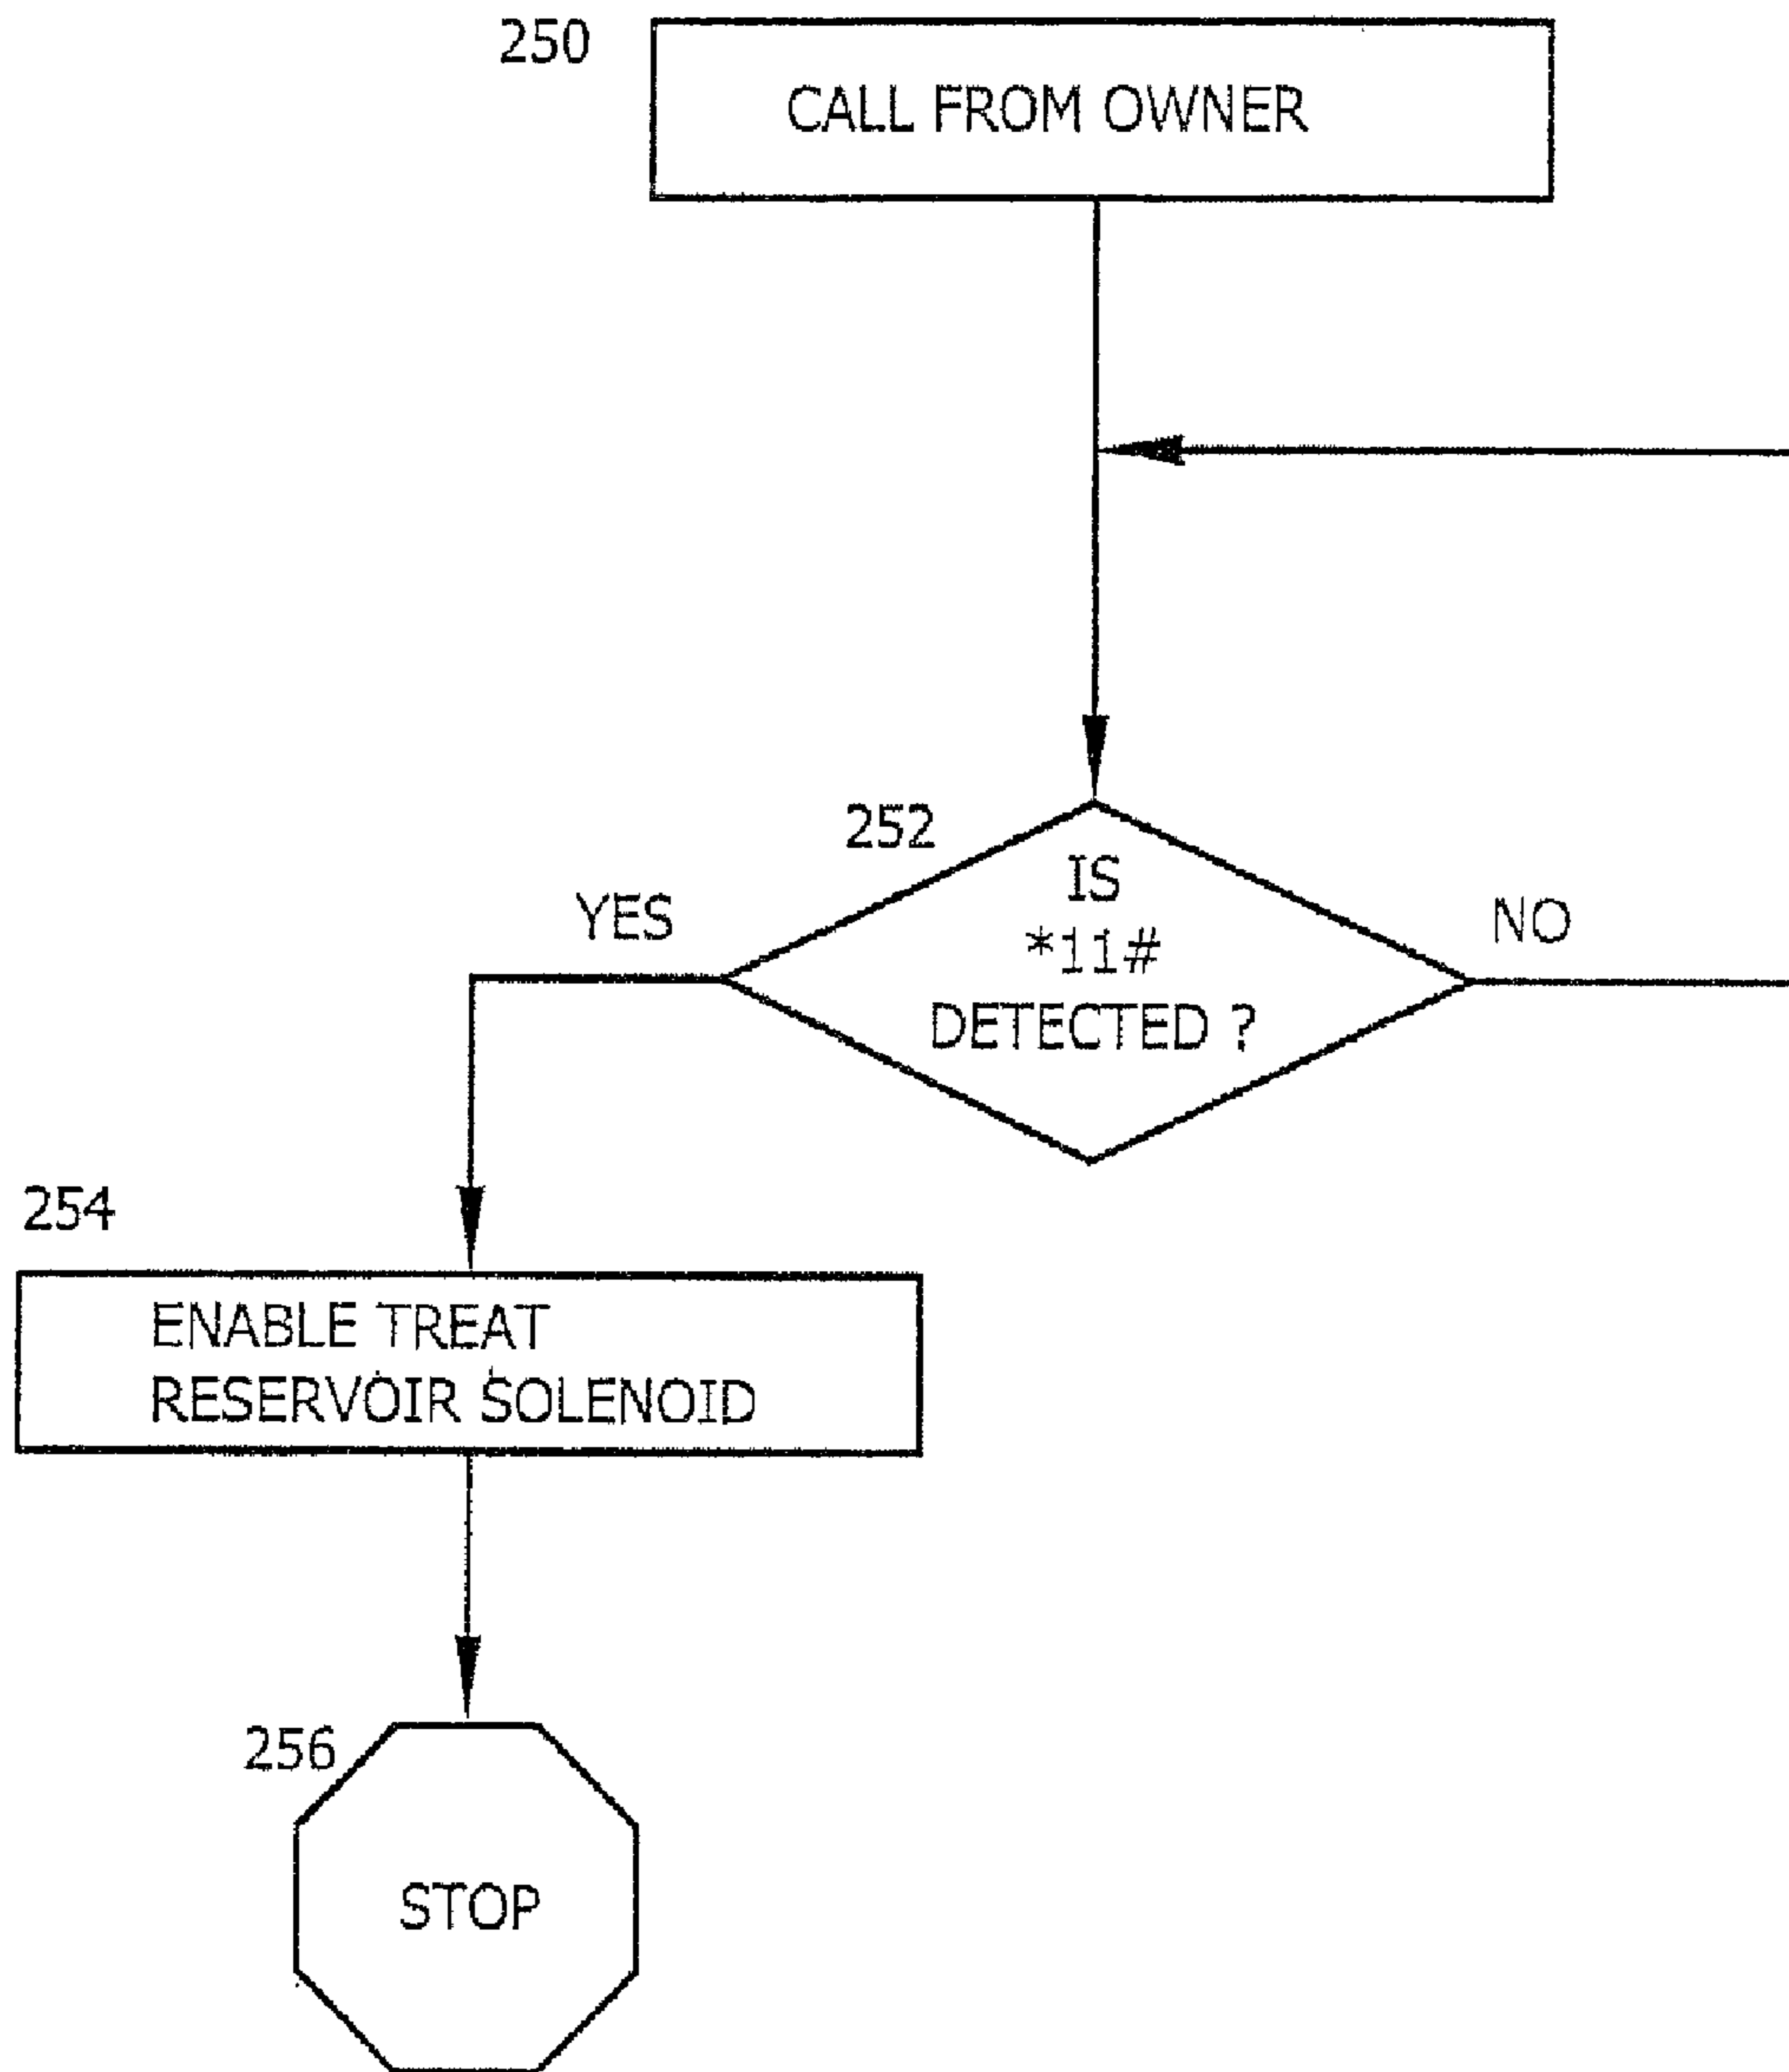 250
CALL FROM OWNER
252
IS
*11#
DETECTED ?
YES
NO
254
ENABLE TREAT
RESERVOIR SOLENOID
256
STOP